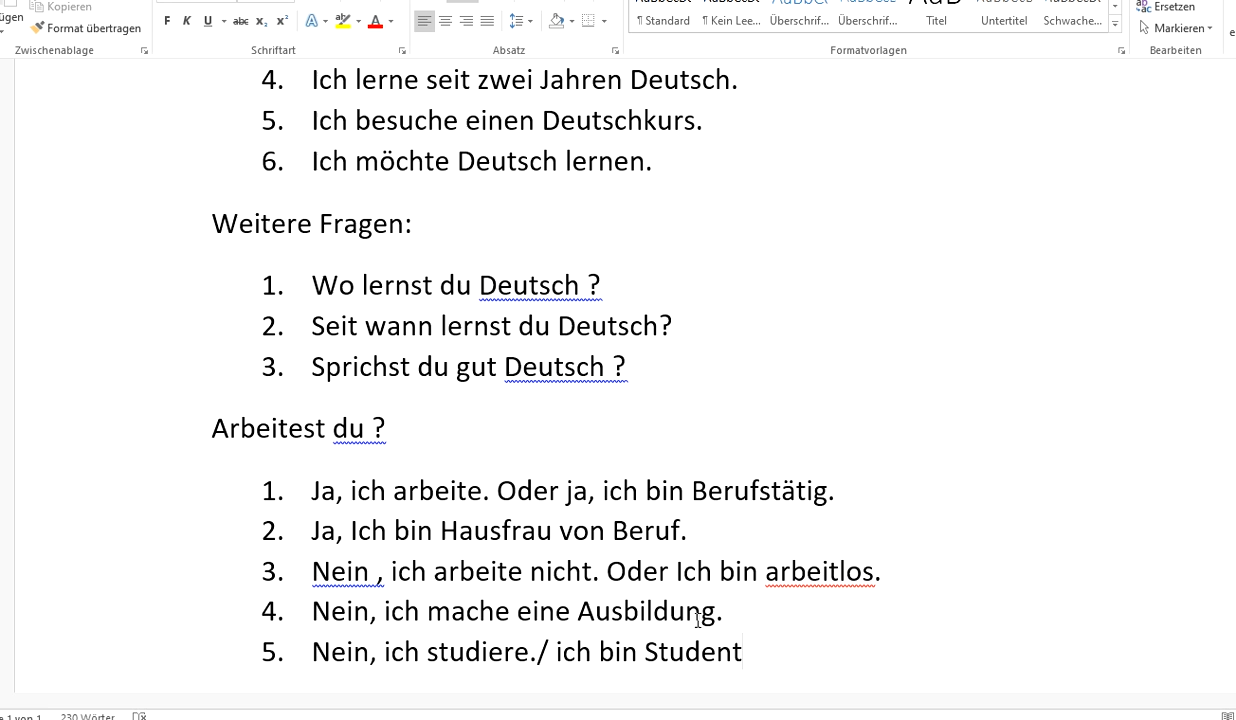 ügen
Kopieren
Format übertragen
Zwischenablage
F K U abc x₂ x² A ab A
Schriftart
Absatz
¶ Standard ¶ Kein Lee... Überschrif... Überschrif... Titel Untertitel Schwache...
Formatvorlagen
Ersetzen
Markieren
Bearbeiten
4. Ich lerne seit zwei Jahren Deutsch.
5. Ich besuche einen Deutschkurs.
6. Ich möchte Deutsch lernen.
Weitere Fragen:
1. Wo lernst du Deutsch ?
2. Seit wann lernst du Deutsch?
3. Sprichst du gut Deutsch ?
Arbeitest du ?
1. Ja, ich arbeite. Oder ja, ich bin Berufstätig.
2. Ja, Ich bin Hausfrau von Beruf.
3. Nein , ich arbeite nicht. Oder Ich bin arbeitlos.
4. Nein, ich mache eine Ausbildung.
5. Nein, ich studiere./ ich bin Student
e 1 von 1 230 Wörter